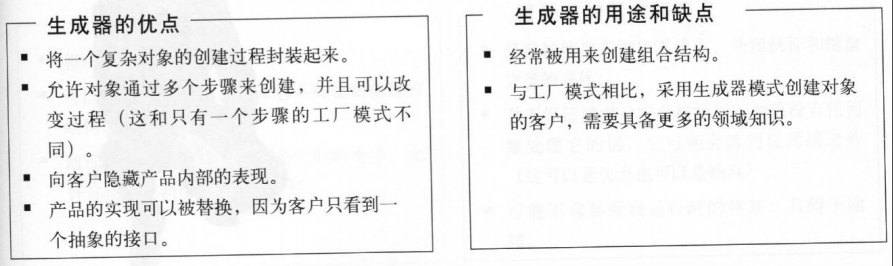 生成器的优点
▪ 将一个复杂对象的创建过程封装起来。
▪ 允许对象通过多个步骤来创建，并且可以改
变过程（这和只有一个步骤的工厂模式不
同）。
▪ 向客户隐藏产品内部的表现。
▪ 产品的实现可以被替换，因为客户只看到一
个抽象的接口。
生成器的用途和缺点
▪ 经常被用来创建组合结构。
▪ 与工厂模式相比，采用生成器模式创建对象
的客户，需要具备更多的领域知识。